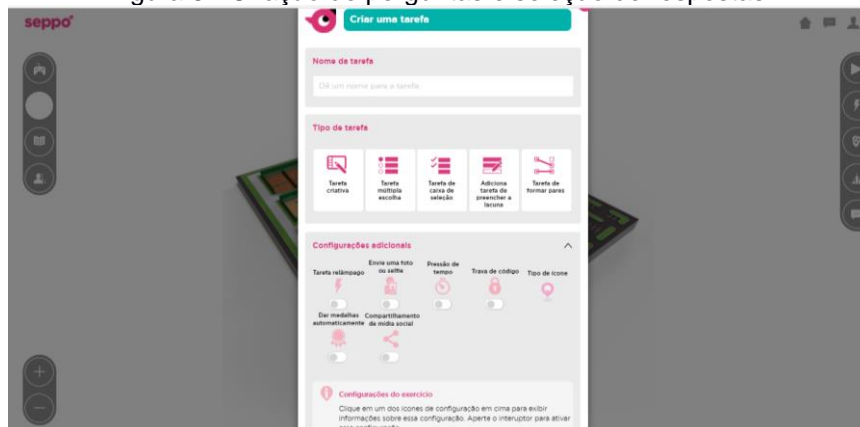 seppo
Criar uma tarefa
Nome da tarefa
Dê um nome para a tarefa
Tipo de tarefa
Tarefa criativa
Tarefa múltipla escolha
Tarefa de caixa de seleção
Adiciona tarefa de preencher a lacuna
Tarefa de formar pares
Configurações adicionais
Tarefa relâmpago
Envie uma foto ou selfie
Pressão de tempo
Trava de código
Tipo de ícone
Dar medalhas automaticamente
Compartilhamento de mídia social
Configurações do exercício
Clique em um dos ícones de configuração em cima para exibir
informações sobre essa configuração. Aperte o interuptor para ativar